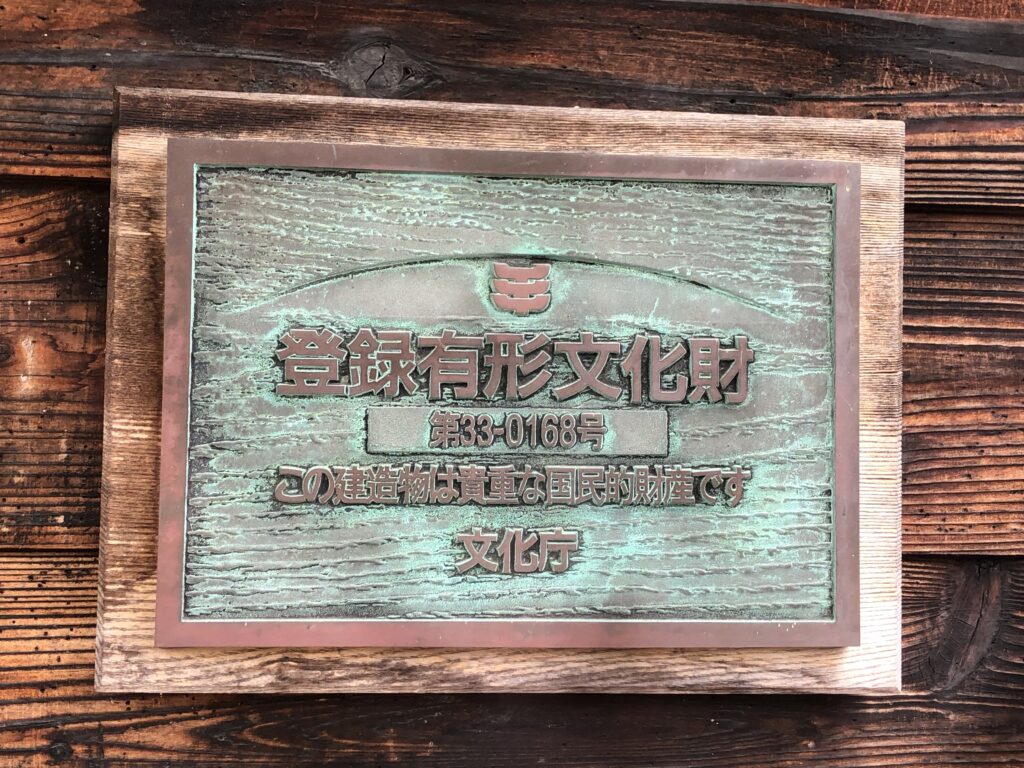 登録有形文化財
第33-0168号
この建造物は貴重な国民的財産です
文化庁